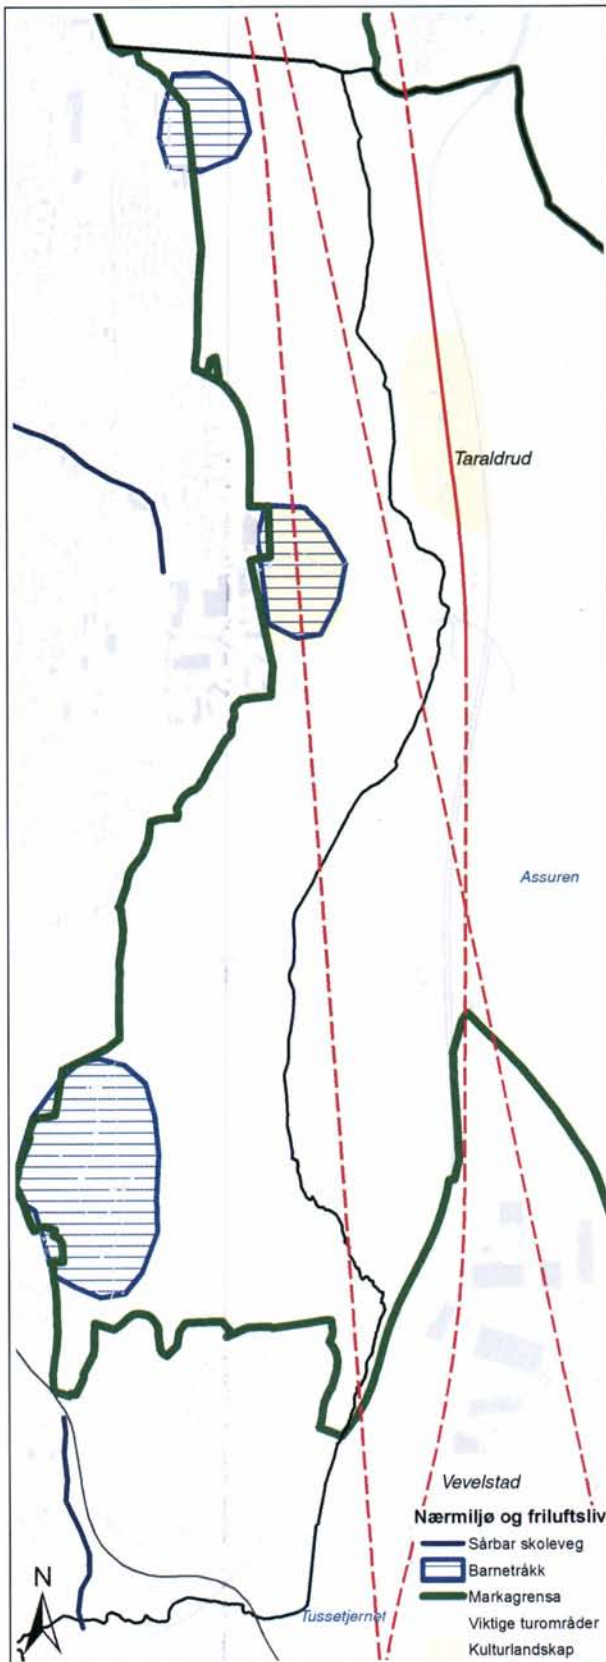 Taraldrud
Assuren
Vevelstad
Nærmiljø og friluftsliv
Sårbar skoleveg
Barnetråkk
Markagrensa
Viktige turområder
Kulturlandskap
Tussetjernet
N